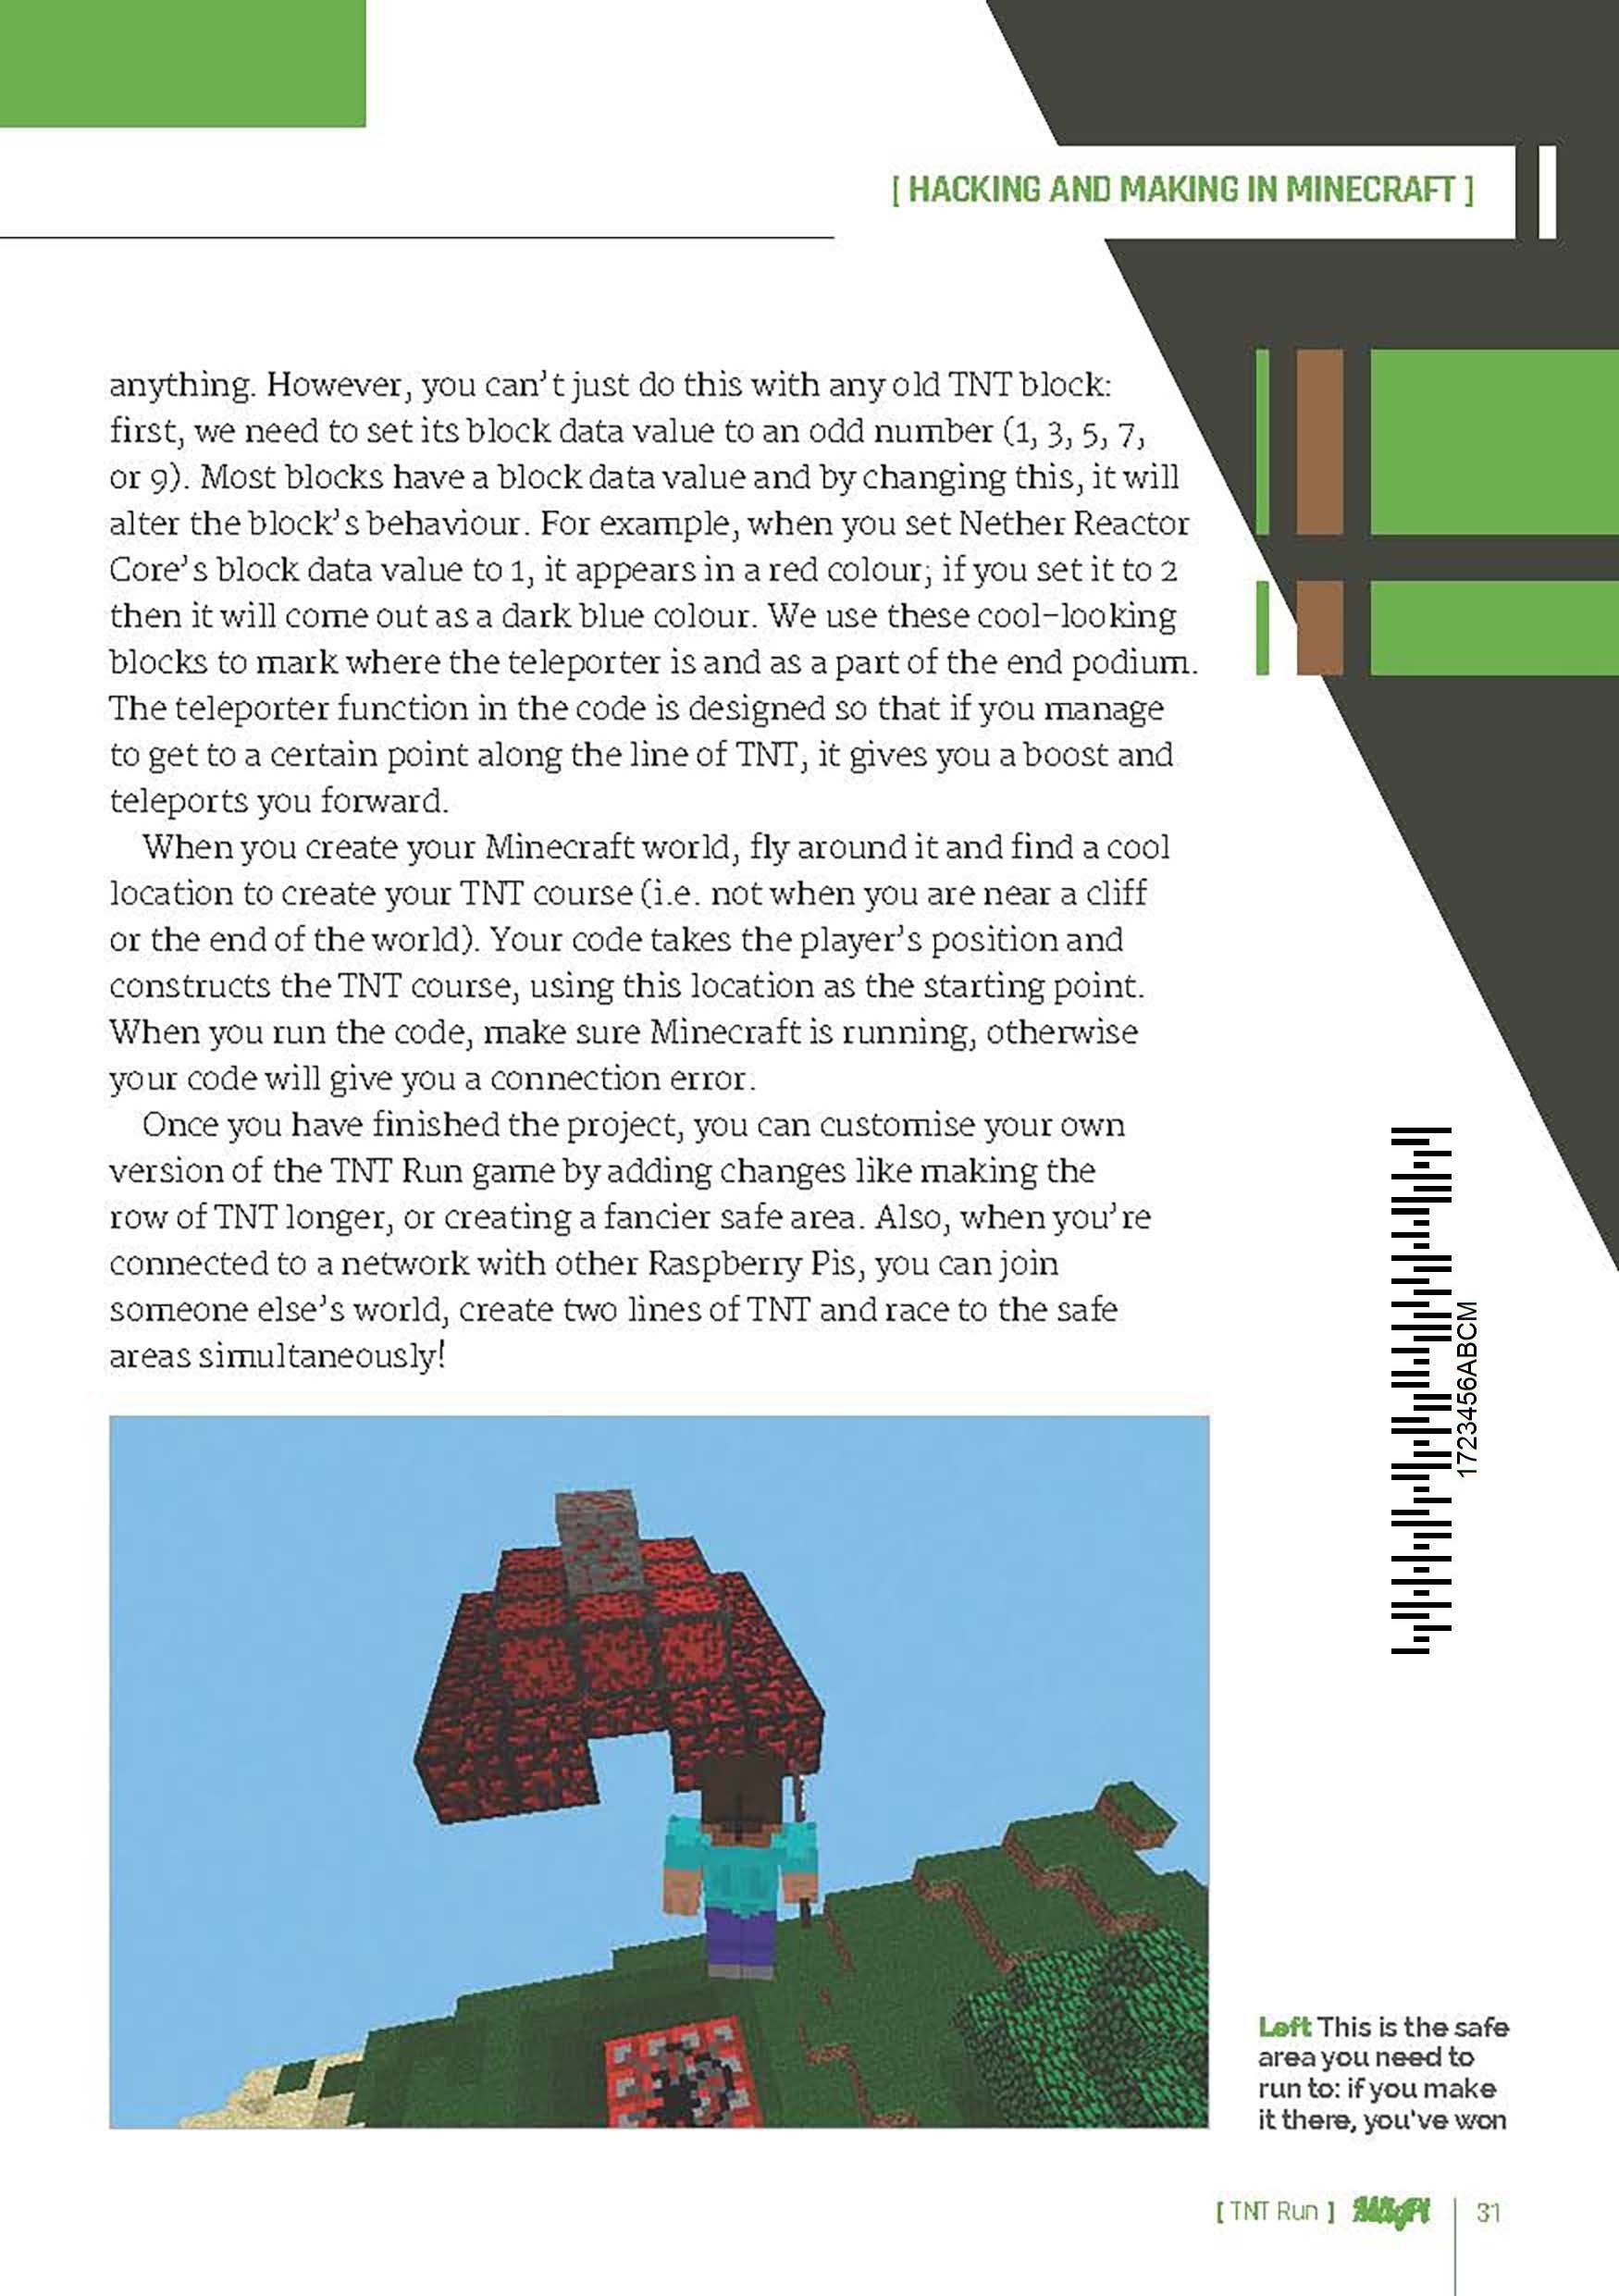 [ HACKING AND MAKING IN MINECRAFT ]
anything. However, you can't just do this with any old TNT block:
first, we need to set its block data value to an odd number (1, 3, 5, 7,
or 9). Most blocks have a block data value and by changing this, it will
alter the block's behaviour. For example, when you set Nether Reactor
Core's block data value to 1, it appears in a red colour; if you set it to 2
then it will come out as a dark blue colour. We use these cool-looking
blocks to mark where the teleporter is and as a part of the end podium.
The teleporter function in the code is designed so that if you manage
to get to a certain point along the line of TNT, it gives you a boost and
teleports you forward.
When you create your Minecraft world, fly around it and find a cool
location to create your TNT course (i.e. not when you are near a cliff
or the end of the world). Your code takes the player's position and
constructs the TNT course, using this location as the starting point.
When you run the code, make sure Minecraft is running, otherwise
your code will give you a connection error.
Once you have finished the project, you can customise your own
version of the TNT Run game by adding changes like making the
row of TNT longer, or creating a fancier safe area. Also, when you're
connected to a network with other Raspberry Pis, you can join
someone else's world, create two lines of TNT and race to the safe
areas simultaneously!
1723456ABCM
Left This is the safe
area you need to
run to: if you make
it there, you've won
[ TNT Run ]
31